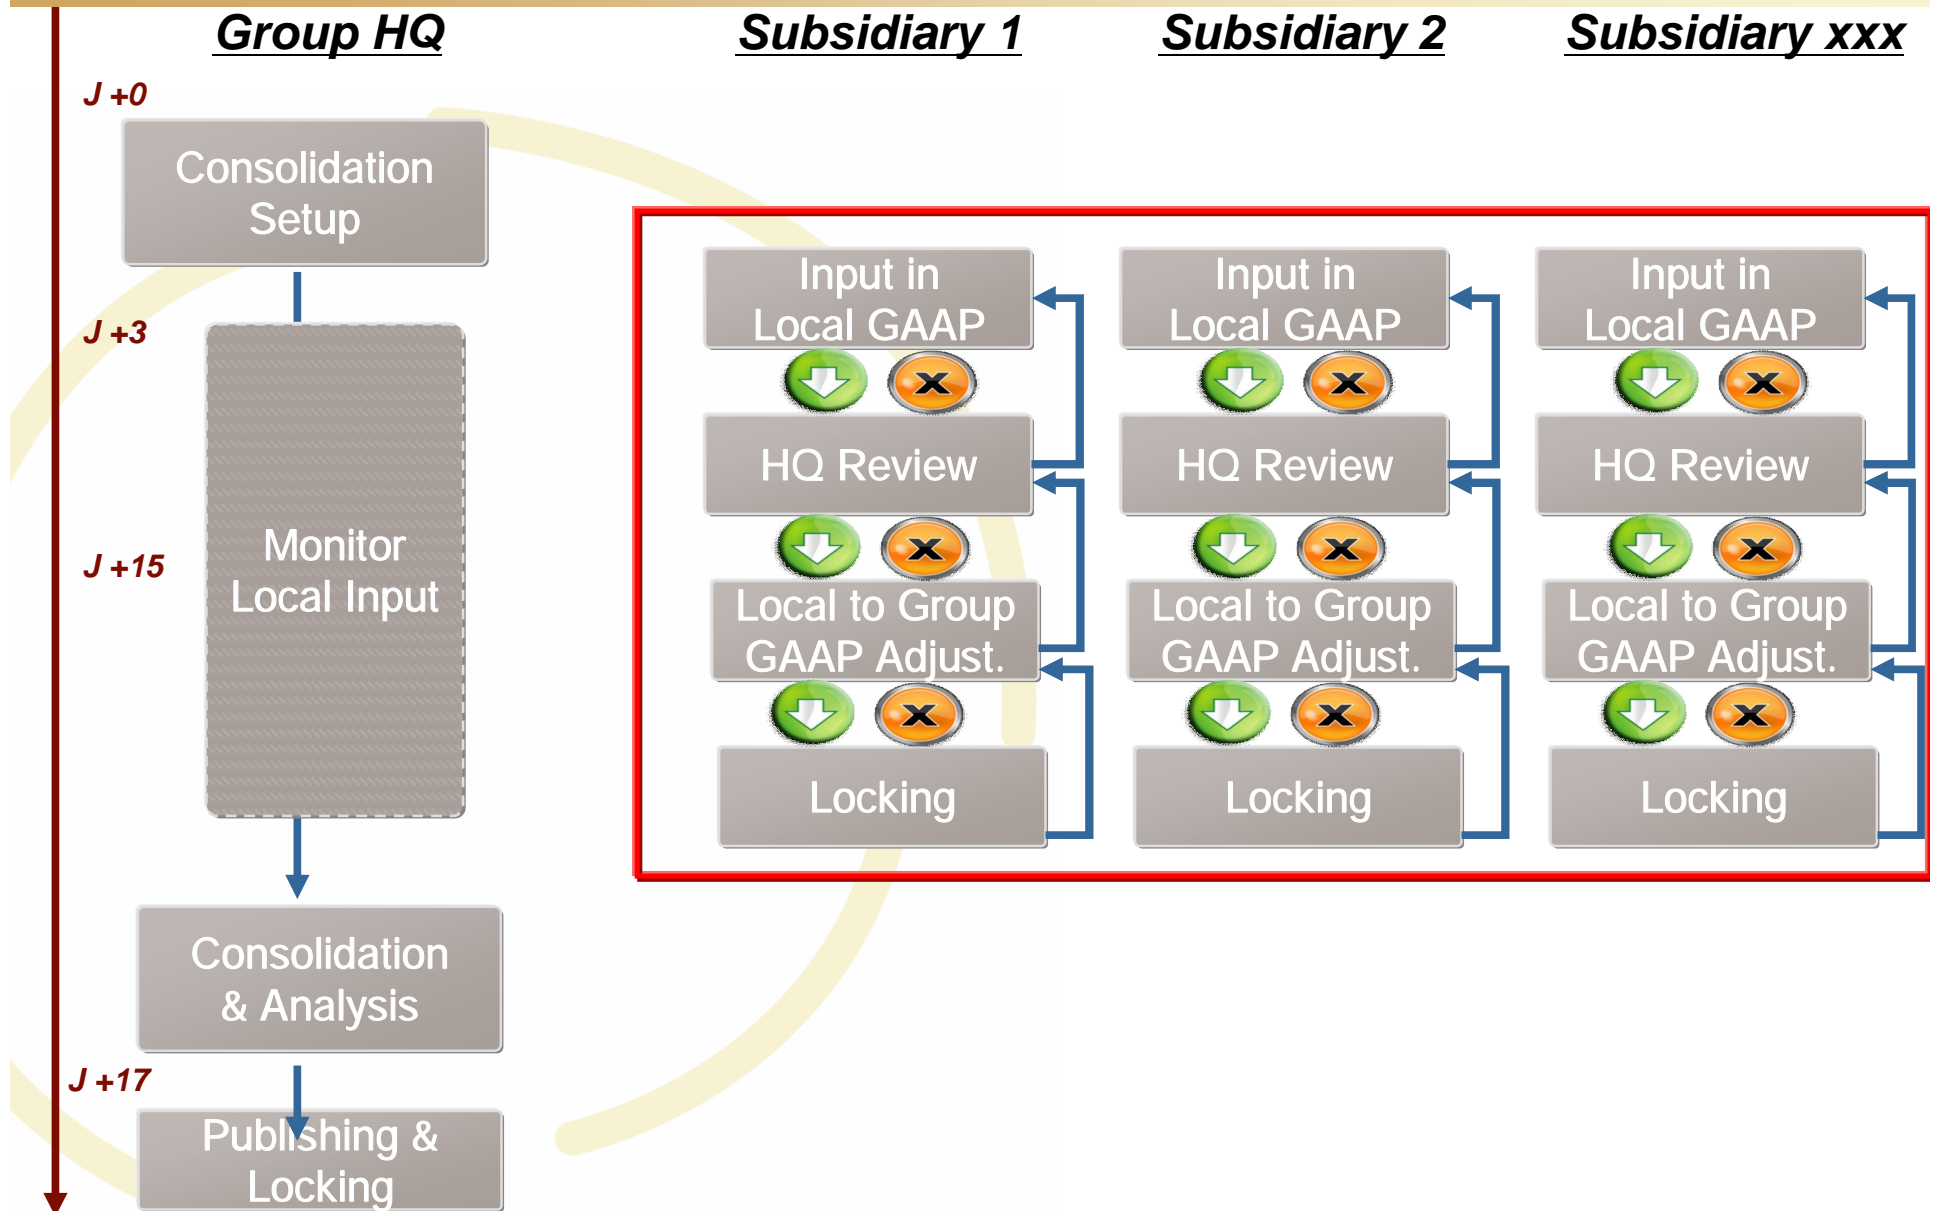 Group HQ
Subsidiary 1
Subsidiary 2
Subsidiary xxx
J +0
Consolidation
Setup
J +3
Monitor
Local Input
J +15
Consolidation
& Analysis
J +17
Publishing &
Locking
Input in
Local GAAP
X
HQ Review
X
Local to Group
GAAP Adjust.
X
Locking
Input in
Local GAAP
X
HQ Review
X
Local to Group
GAAP Adjust.
X
Locking
Input in
Local GAAP
X
HQ Review
X
Local to Group
GAAP Adjust.
X
Locking